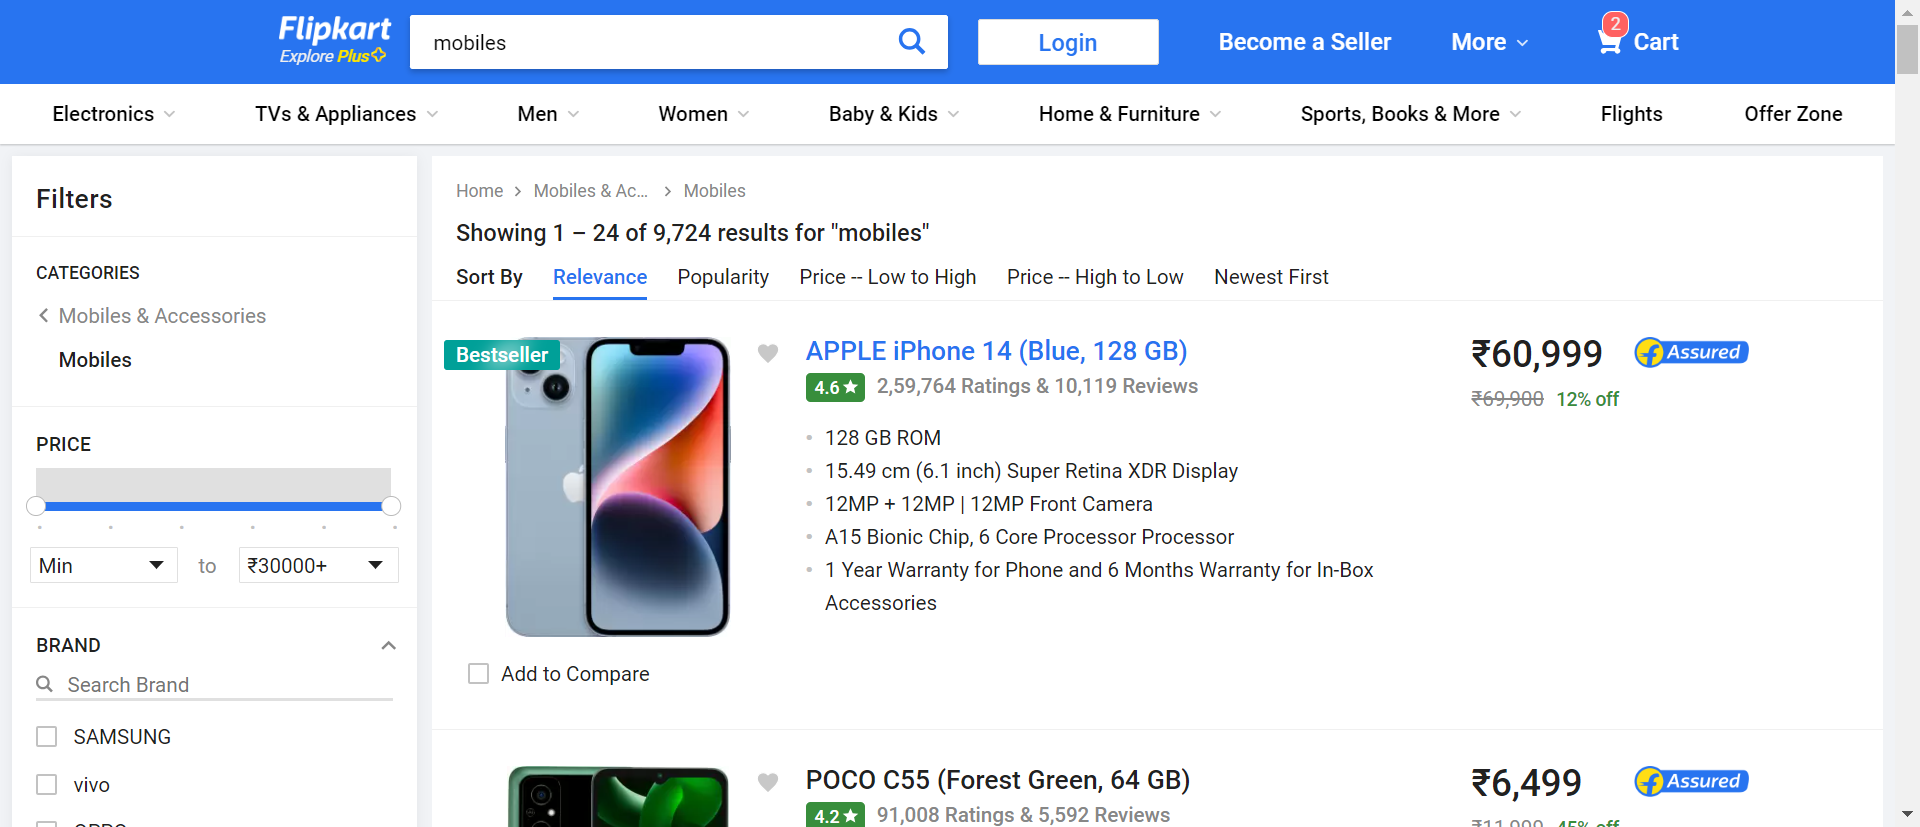 Flipkart
Explore Plus
mobiles
Login
Become a Seller
More
2
Cart
Electronics
TVs & Appliances
Men
Women
Baby & Kids
Home & Furniture
Sports, Books & More
Flights
Offer Zone
Filters
CATEGORIES
Mobiles & Accessories
Mobiles
PRICE
Min
to
₹30000+
BRAND
Search Brand
SAMSUNG
vivo
OPPO
Home
Mobiles & Ac...
Mobiles
Showing 1 – 24 of 9,724 results for "mobiles"
Sort By
Relevance
Popularity
Price -- Low to High
Price -- High to Low
Newest First
Bestseller
APPLE iPhone 14 (Blue, 128 GB)
4.6★ 2,59,764 Ratings & 10,119 Reviews
128 GB ROM
15.49 cm (6.1 inch) Super Retina XDR Display
12MP + 12MP | 12MP Front Camera
A15 Bionic Chip, 6 Core Processor Processor
1 Year Warranty for Phone and 6 Months Warranty for In-Box
Accessories
₹60,999
Assured
₹69,900 12% off
Add to Compare
POCO C55 (Forest Green, 64 GB)
4.2★ 91,008 Ratings & 5,592 Reviews
₹6,499
Assured
₹11,999 45% off